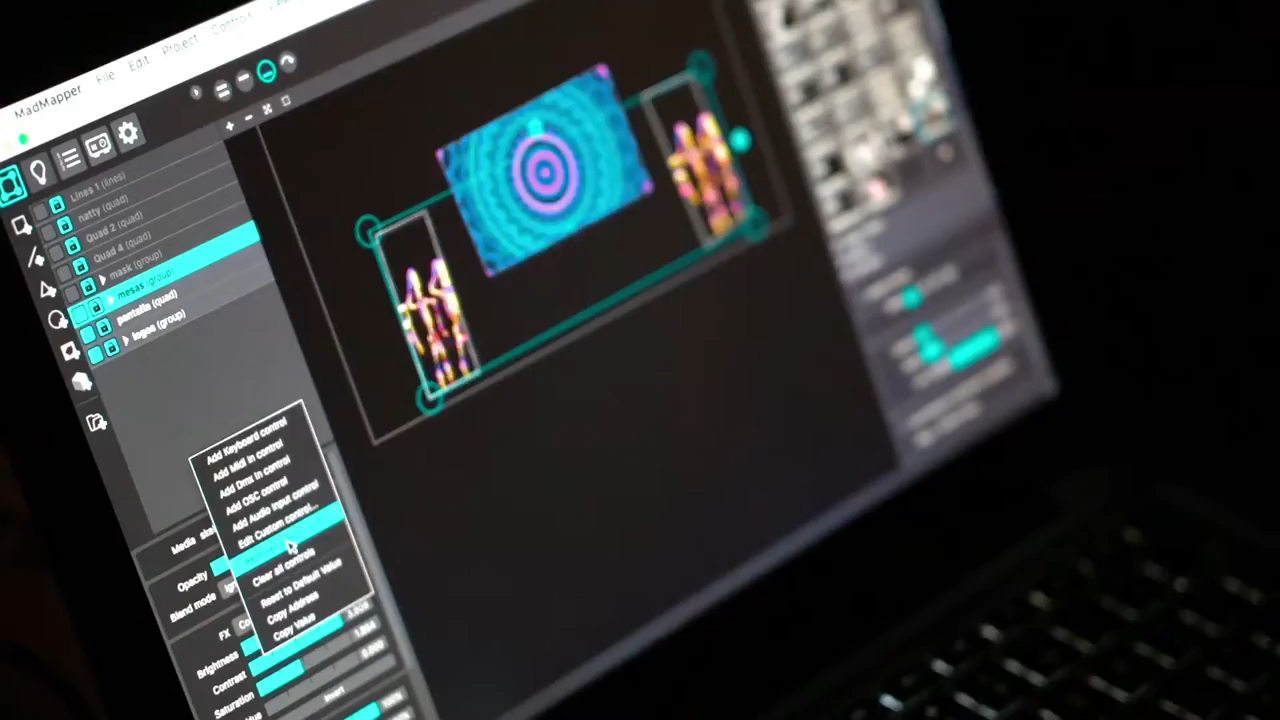 MadMapper File Edit Project Controls
Lines 1 (lines)
natty (quad)
Quad 2 (quad)
Quad 4 (quad)
mask (group)
mesas (group)
pantalla (quad)
logos (group)
Add Keyboard control
Add Midi In control
Add Dmx In control
Add OSC control
Add Audio Input control
Edit Custom control...
Clear all controls
Reset to Default Value
Copy Address
Copy Value
Media
Opacity
Blend mode
FX
Brightness
Contrast
Saturation
Invert